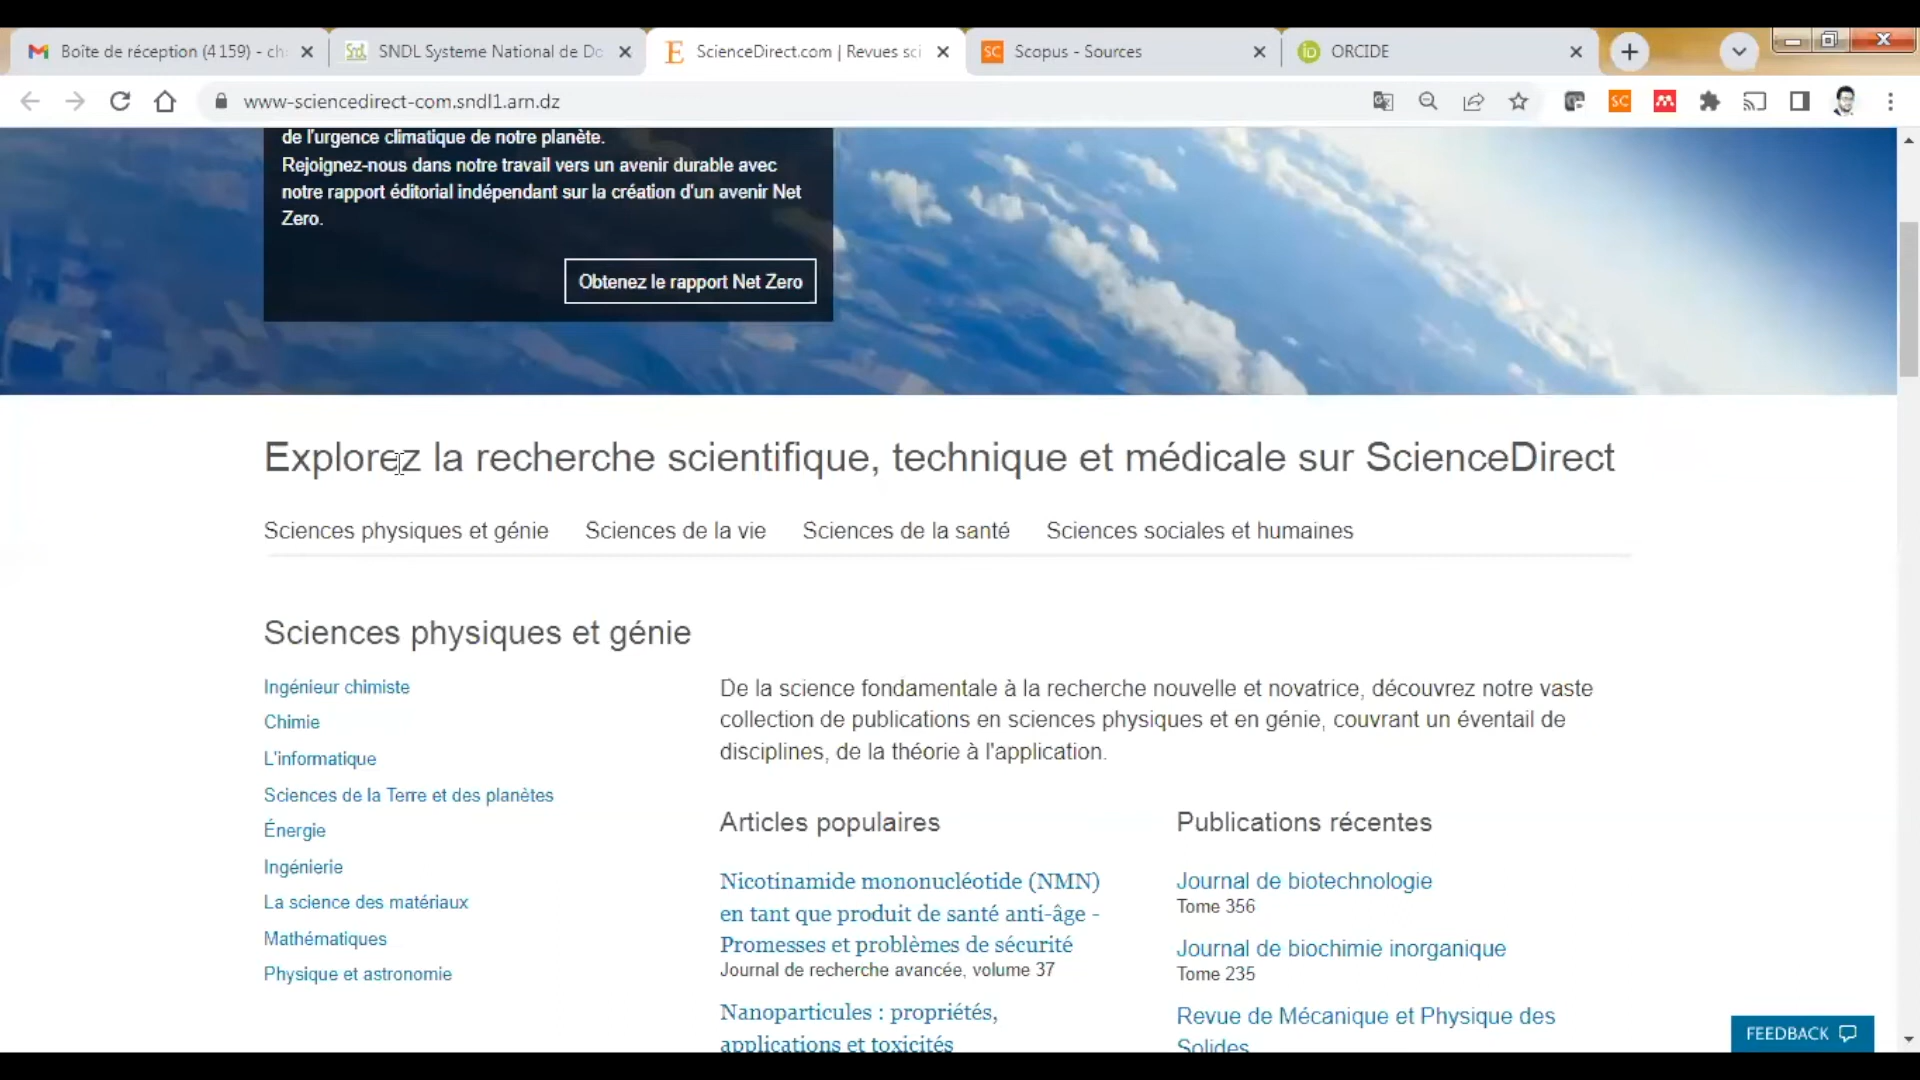 Boîte de réception (4 159) - ch
SNDL Systeme National de Do
ScienceDirect.com | Revues sci
Scopus - Sources
ORCIDE
www-sciencedirect-com.sndl1.arn.dz
de l'urgence climatique de notre planète.
Rejoignez-nous dans notre travail vers un avenir durable avec
notre rapport éditorial indépendant sur la création d'un avenir Net
Zero.
Obtenez le rapport Net Zero
Explorez la recherche scientifique, technique et médicale sur ScienceDirect
Sciences physiques et génie
Sciences de la vie
Sciences de la santé
Sciences sociales et humaines
Sciences physiques et génie
Ingénieur chimiste
Chimie
L'informatique
Sciences de la Terre et des planètes
Énergie
Ingénierie
La science des matériaux
Mathématiques
Physique et astronomie
De la science fondamentale à la recherche nouvelle et novatrice, découvrez notre vaste
collection de publications en sciences physiques et en génie, couvrant un éventail de
disciplines, de la théorie à l'application.
Articles populaires
Nicotinamide mononucléotide (NMN)
en tant que produit de santé anti-âge -
Promesses et problèmes de sécurité
Journal de recherche avancée, volume 37
Nanoparticules : propriétés,
applications et toxicités
Publications récentes
Journal de biotechnologie
Tome 356
Journal de biochimie inorganique
Tome 235
Revue de Mécanique et Physique des
Solides
FEEDBACK